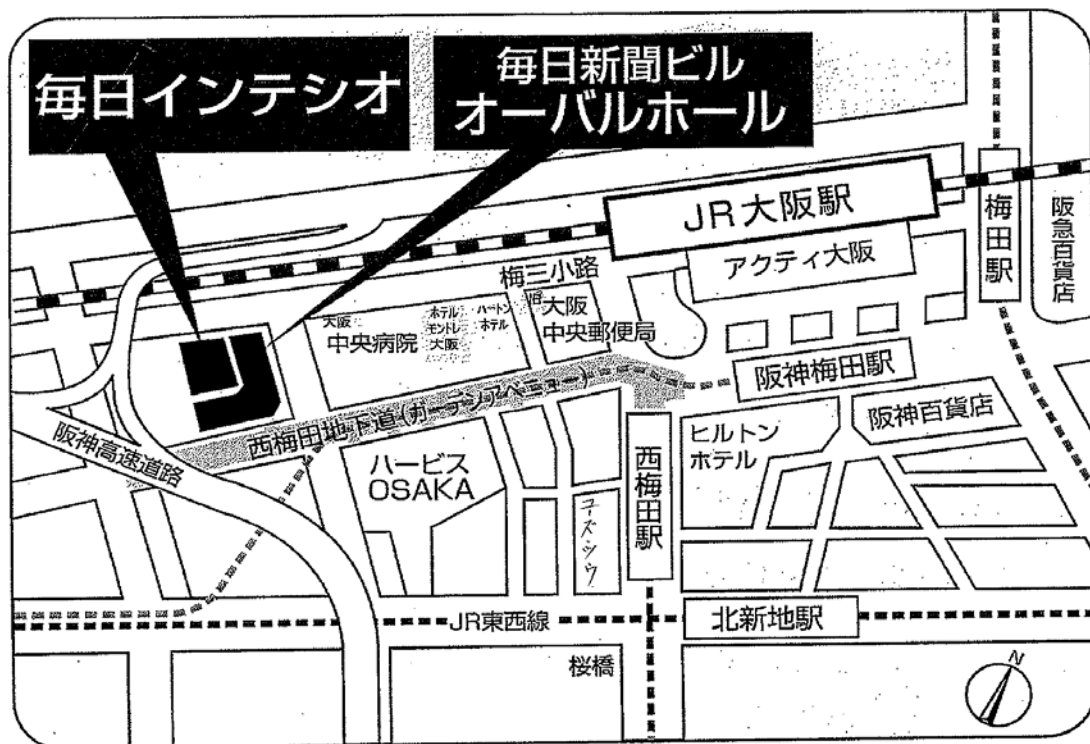 毎日インテシオ
毎日新聞ビル
オーバルホール
JR大阪駅
アクティ大阪
梅田駅
阪急百貨店
梅三小路
旧大阪
中央郵便局
大阪
中央病院
ホテル
モントレ
大阪
ハートン
ホテル
阪神梅田駅
阪神百貨店
西梅田地下道(ガーデンアベニュー)
阪神高速道路
ハービス
OSAKA
西梅田駅
ヒルトン
ホテル
JR東西線
北新地駅
桜橋
N